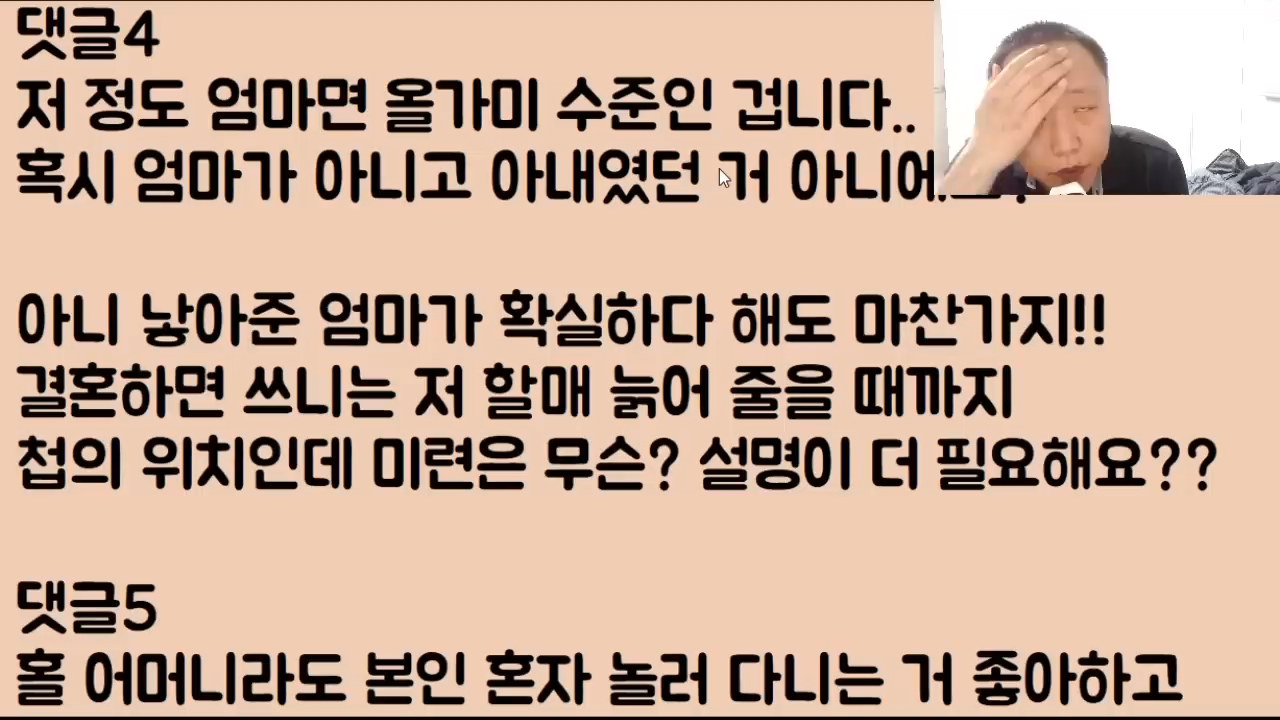 댓글4
저 정도 엄마면 올가미 수준인 겁니다..
혹시 엄마가 아니고 아내였던 거
아니 낳아준 엄마가 확실하다 해도 마찬가지!!
결혼하면 쓰니는 저 할매 늙어 줄을 때까지
첩의 위치인데 미련은 무슨? 설명이 더 필요해요??
댓글5
홀 어머니라도 본인 혼자 놀러 다니는 거 좋아하고